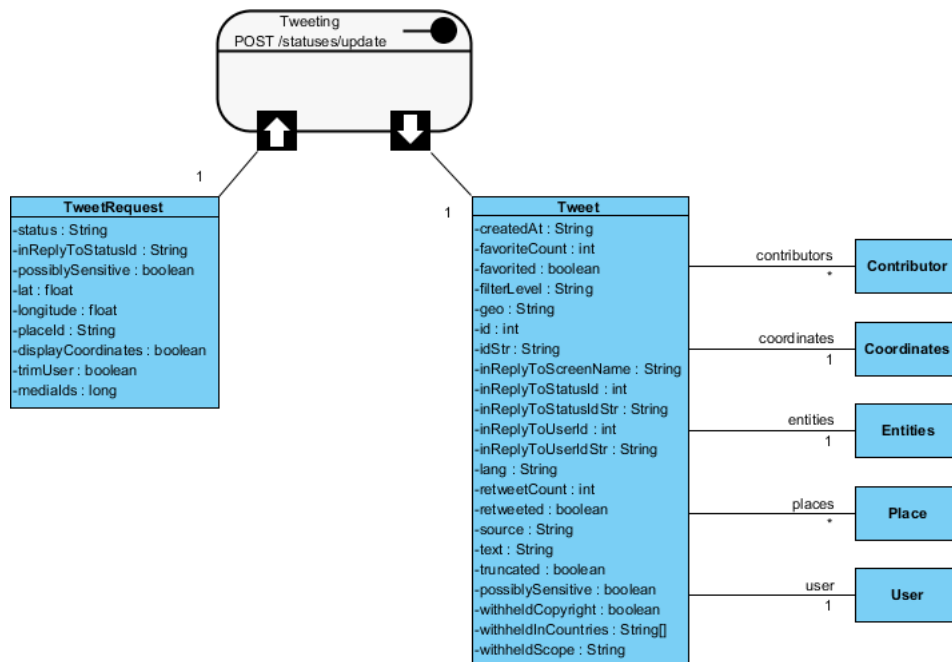 Tweeting
POST /statuses/update
1
TweetRequest
-status : String
-inReplyToStatusId : String
-possiblySensitive : boolean
-lat : float
-longitude : float
-placeId : String
-displayCoordinates : boolean
-trimUser : boolean
-mediaIds : long
1
Tweet
-createdAt : String
-favoriteCount : int
-favorited : boolean
-filterLevel : String
-geo : String
-id : int
-idStr : String
-inReplyToScreenName : String
-inReplyToStatusId : int
-inReplyToStatusIdStr : String
-inReplyToUserId : int
-inReplyToUserIdStr : String
-lang : String
-retweetCount : int
-retweeted : boolean
-source : String
-text : String
-truncated : boolean
-possiblySensitive : boolean
-withheldCopyright : boolean
-withheldInCountries : String[]
-withheldScope : String
contributors
*
Contributor
coordinates
1
Coordinates
entities
1
Entities
places
*
Place
user
1
User